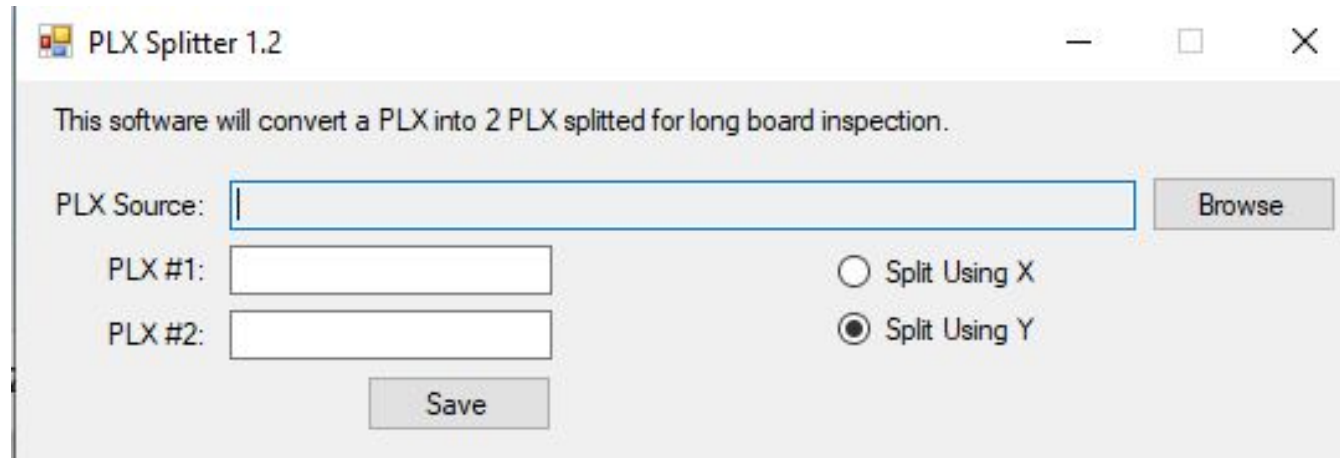 PLX Splitter 1.2
This software will convert a PLX into 2 PLX splitted for long board inspection.
PLX Source: Browse
PLX #1: Split Using X
PLX #2: Split Using Y
Save